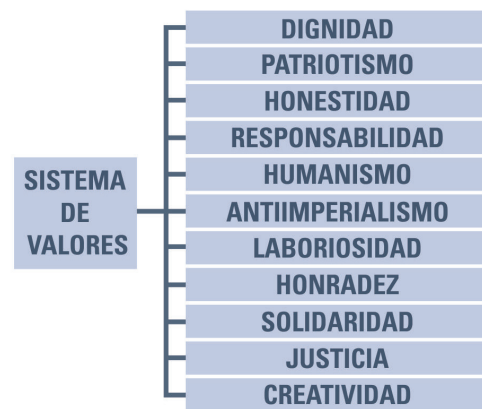 SISTEMA
DE
VALORES
DIGNIDAD
PATRIOTISMO
HONESTIDAD
RESPONSABILIDAD
HUMANISMO
ANTIIMPERIALISMO
LABORIOSIDAD
HONRADEZ
SOLIDARIDAD
JUSTICIA
CREATIVIDAD